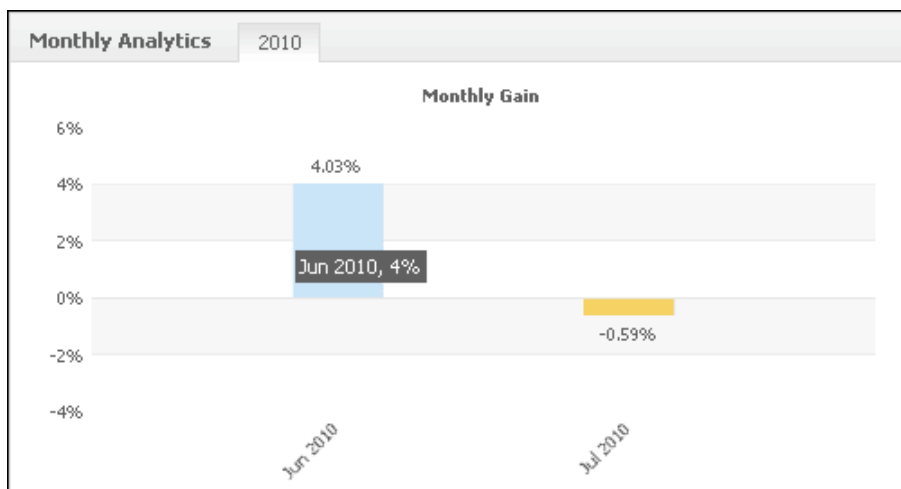 Monthly Analytics 2010
Monthly Gain
6%
4.03%
4%
2%
Jun 2010, 4%
0%
-0.59%
-2%
-4%
Jun 2010 Jul 2010